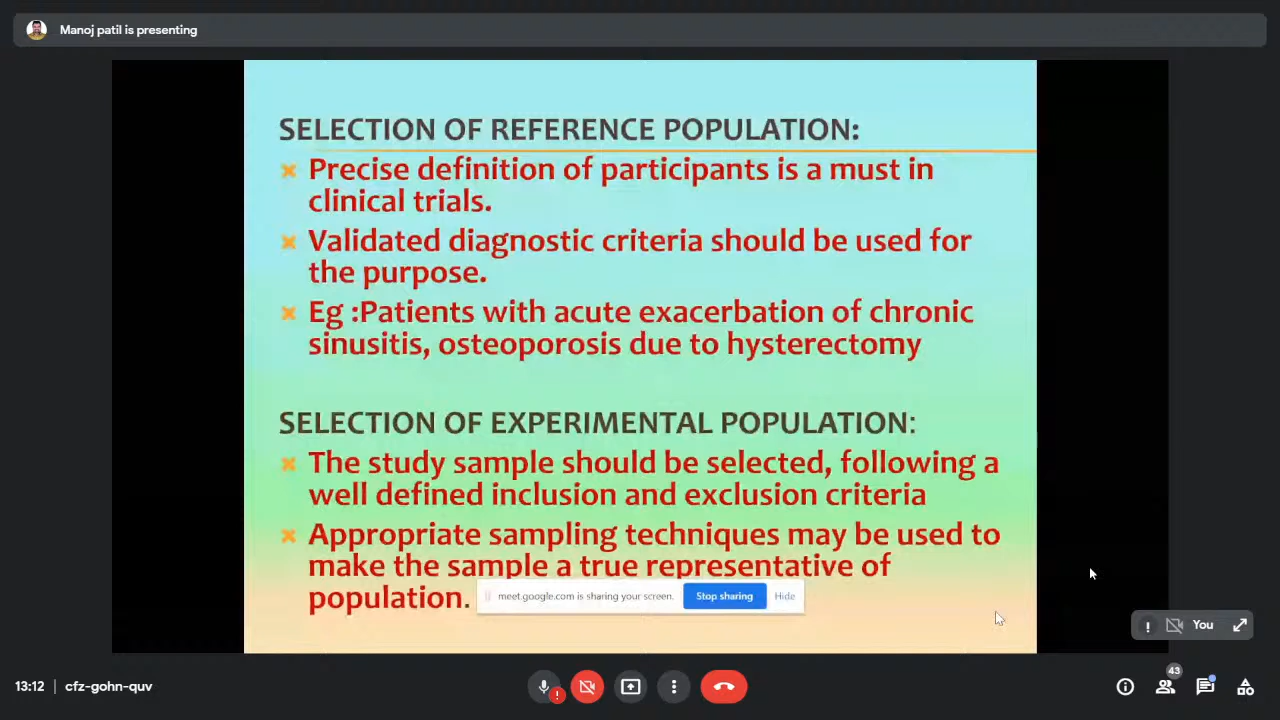 Manoj patil is presenting
SELECTION OF REFERENCE POPULATION:
Precise definition of participants is a must in
clinical trials.
Validated diagnostic criteria should be used for
the purpose.
Eg :Patients with acute exacerbation of chronic
sinusitis, osteoporosis due to hysterectomy
SELECTION OF EXPERIMENTAL POPULATION:
The study sample should be selected, following a
well defined inclusion and exclusion criteria
Appropriate sampling techniques may be used to
make the sample a true representative of
population.
meet.google.com is sharing your screen. Stop sharing Hide
You
13:12 | cfz-gohn-quv
43